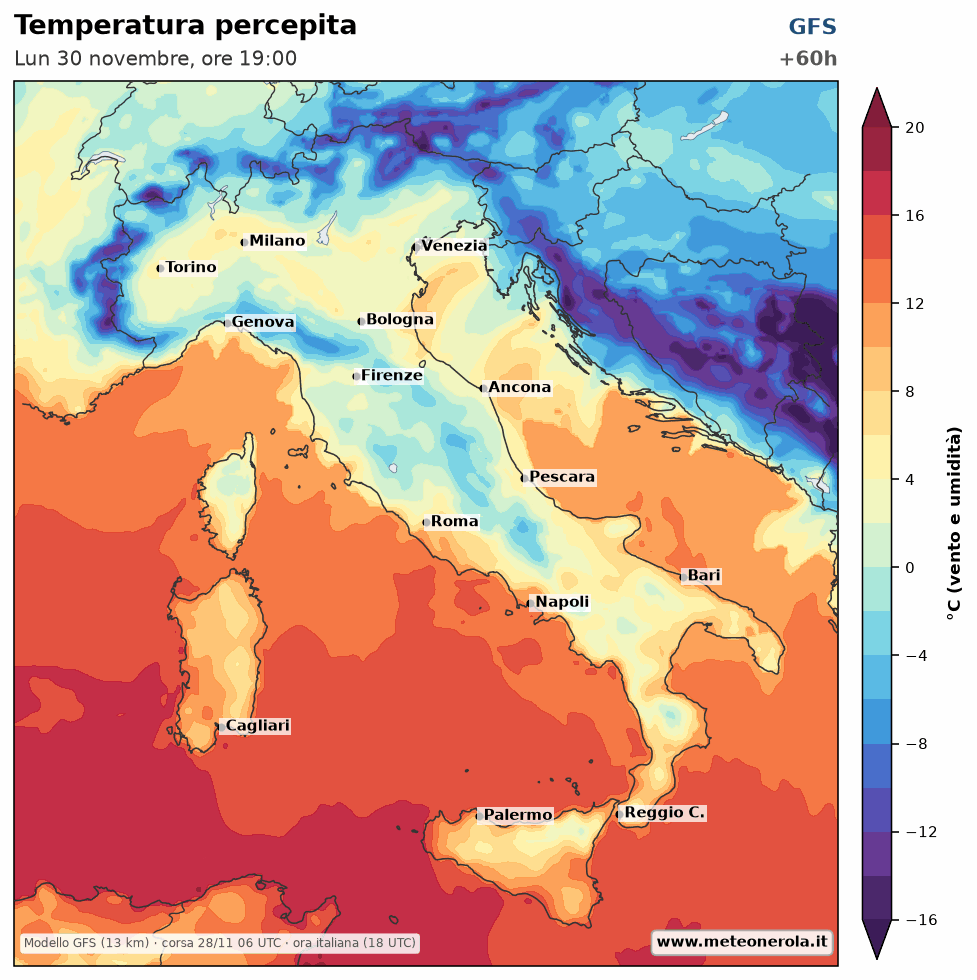 Temperatura percepita
GFS
Lun 30 novembre, ore 19:00
+60h
Milano
Venezia
Torino
Bologna
Genova
Firenze
Ancona
Pescara
Roma
Bari
Napoli
Cagliari
Palermo
Reggio C.
20
16
12
8
4
0
−4
−8
−12
−16
°C (vento e umidità)
Modello GFS (13 km) · corsa 28/11 06 UTC · ora italiana (18 UTC)
www.meteonerola.it